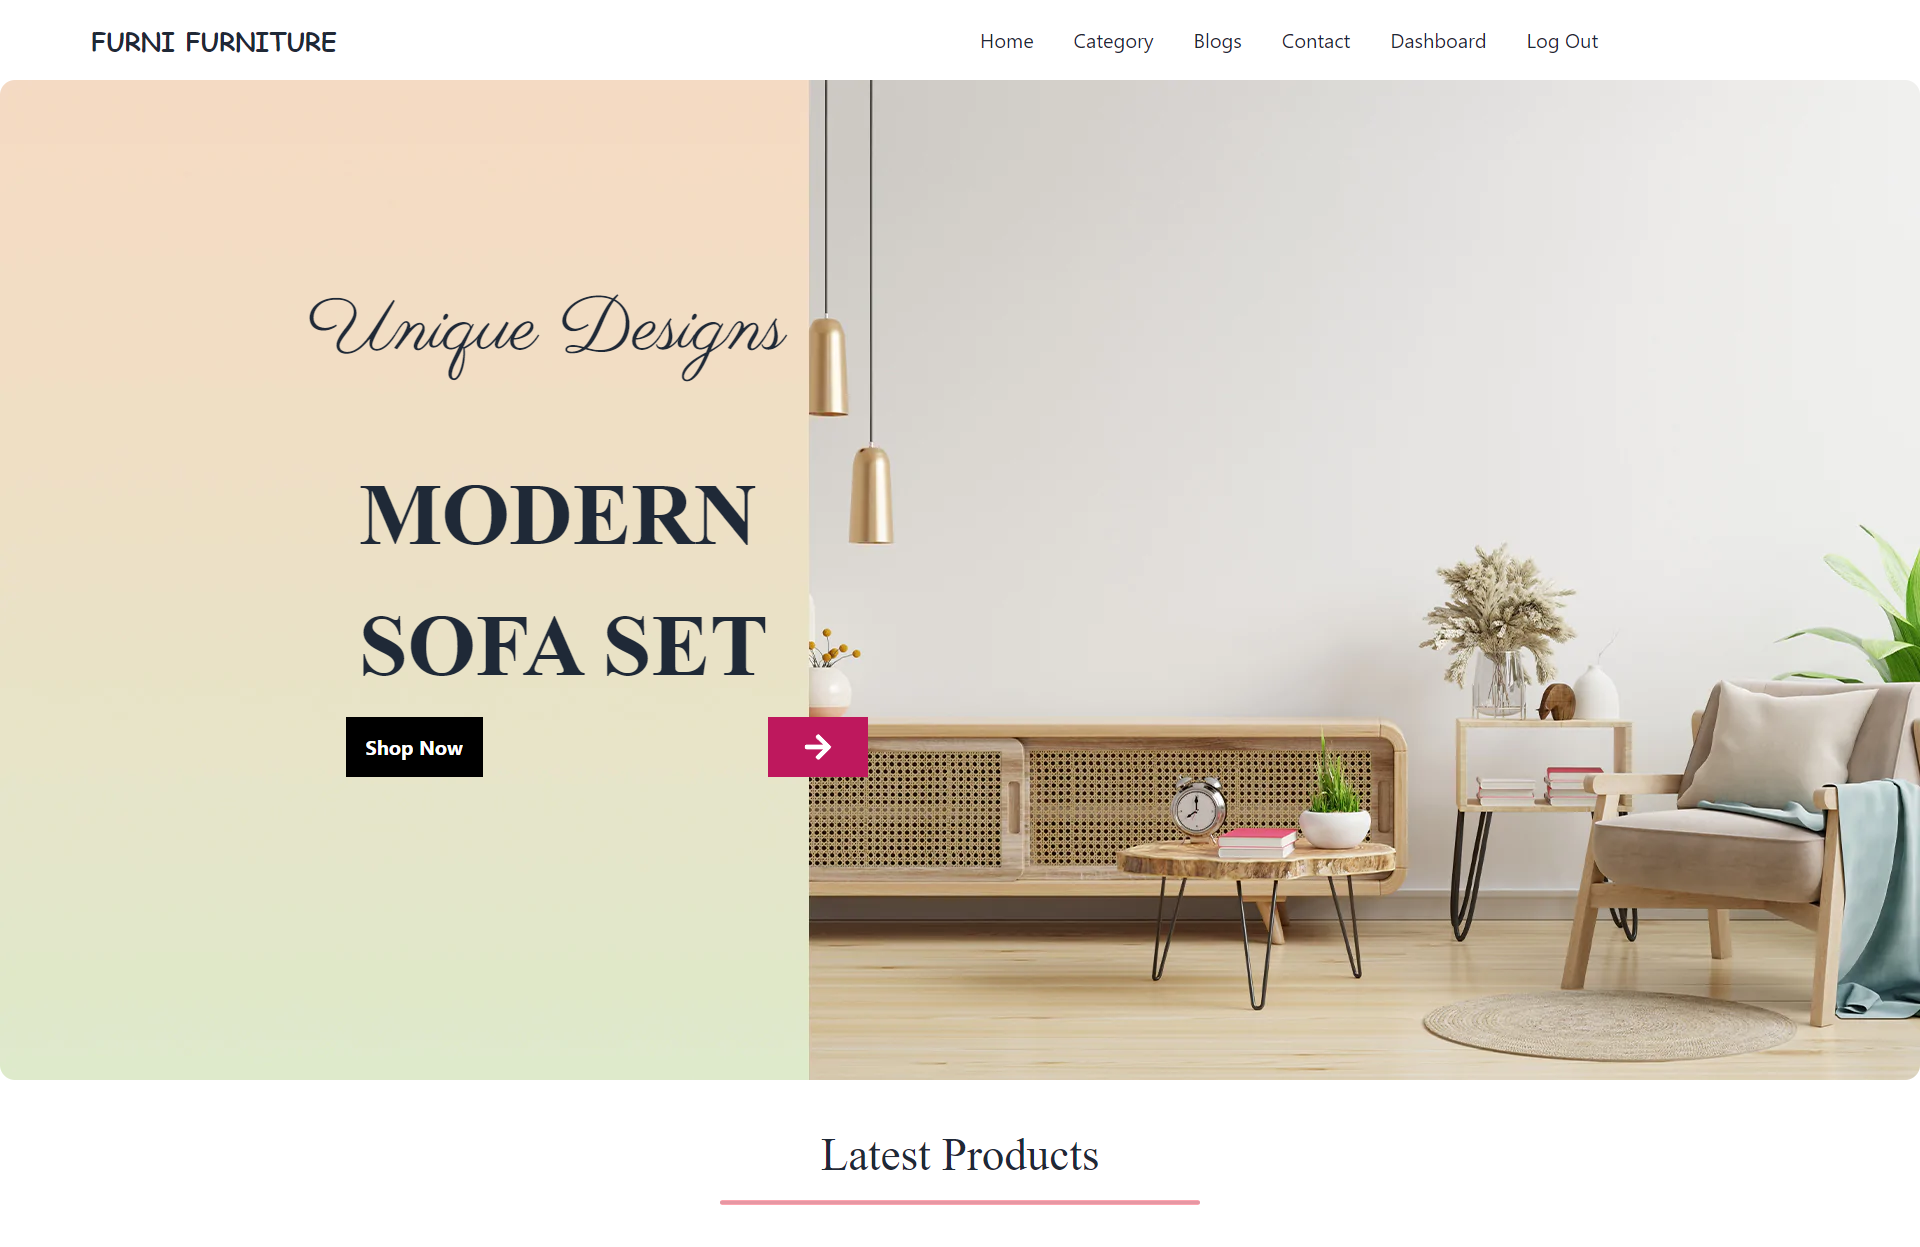 FURNI FURNITURE
Home Category Blogs Contact Dashboard Log Out
Unique Designs
MODERN
SOFA SET
Shop Now
Latest Products